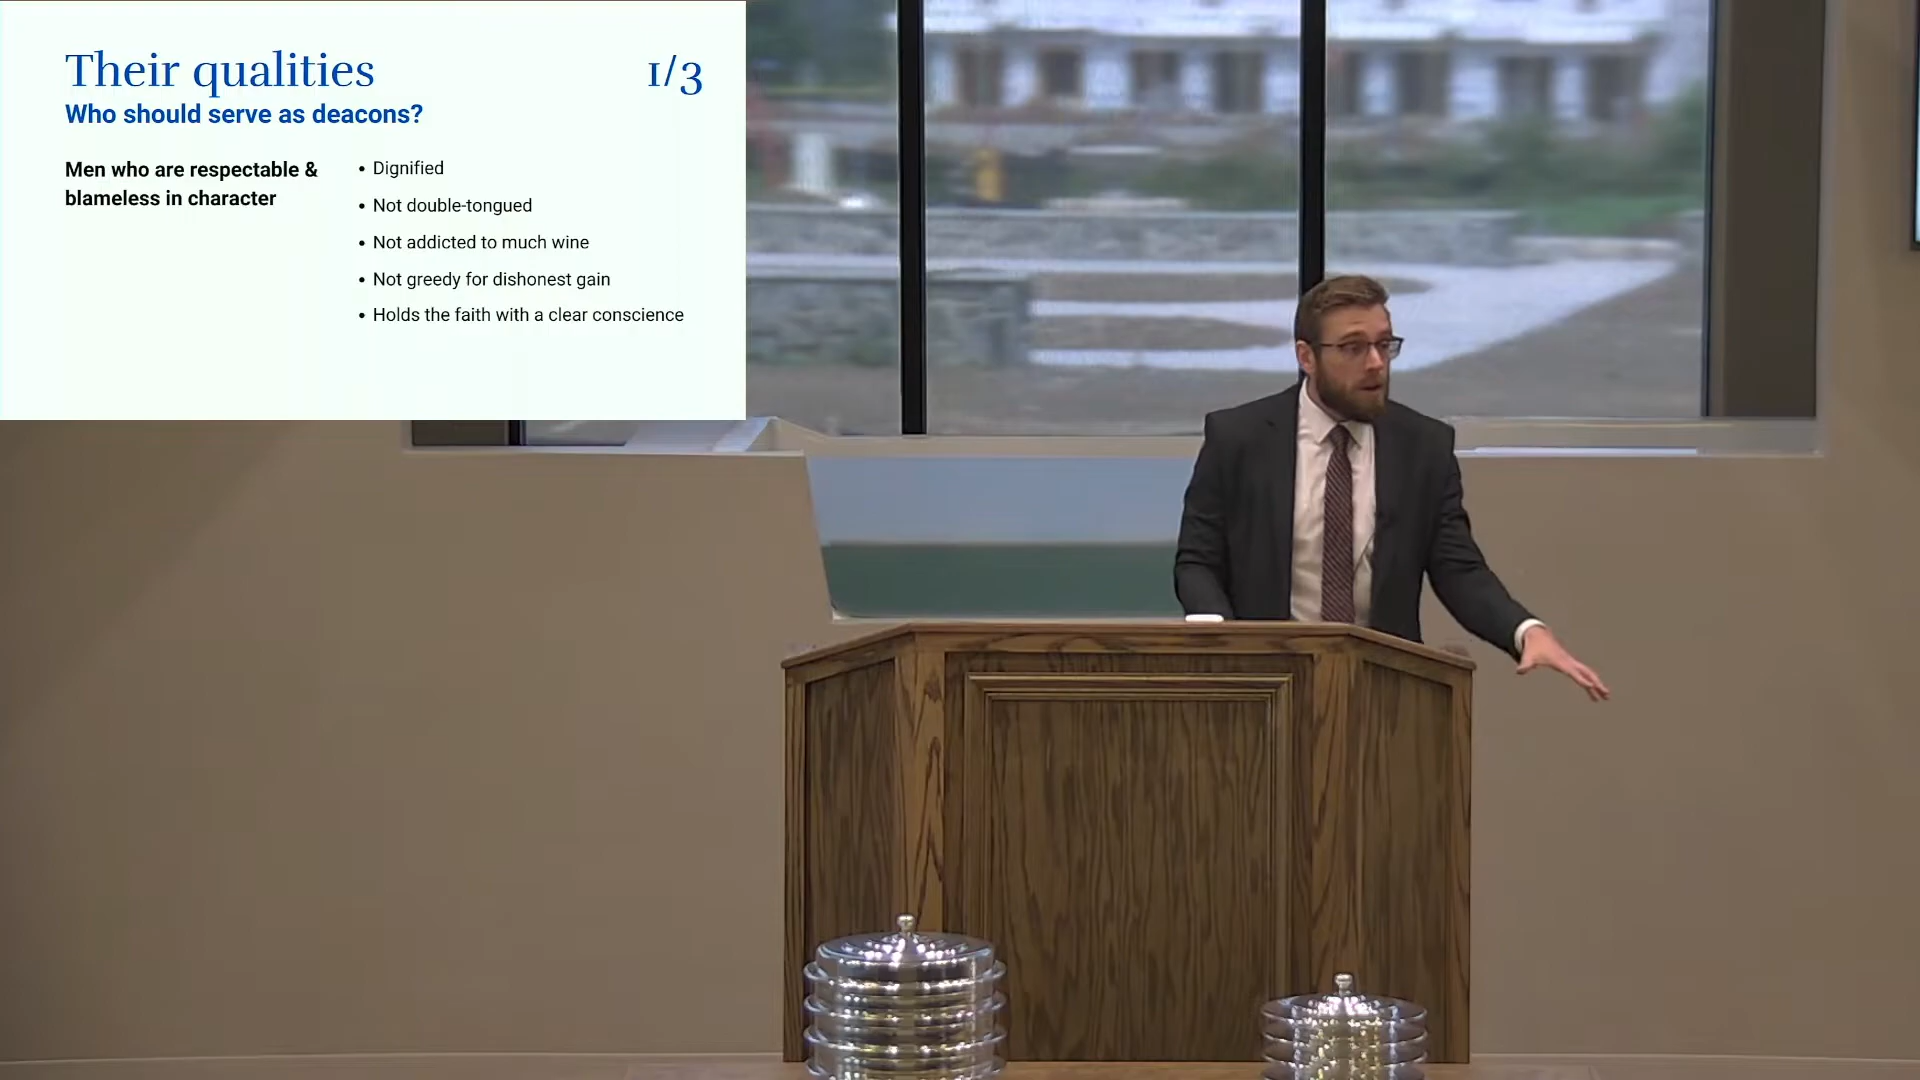 Their qualities
1/3
Who should serve as deacons?
Men who are respectable &
blameless in character
• Dignified
• Not double-tongued
• Not addicted to much wine
• Not greedy for dishonest gain
• Holds the faith with a clear conscience